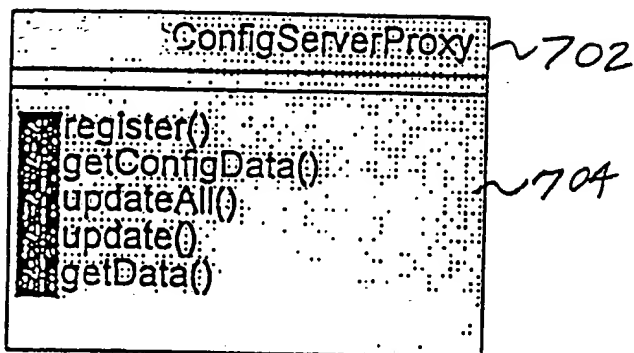 ConfigServerProxy 702
register()
getConfigData() 704
updateAll()
update()
getData()